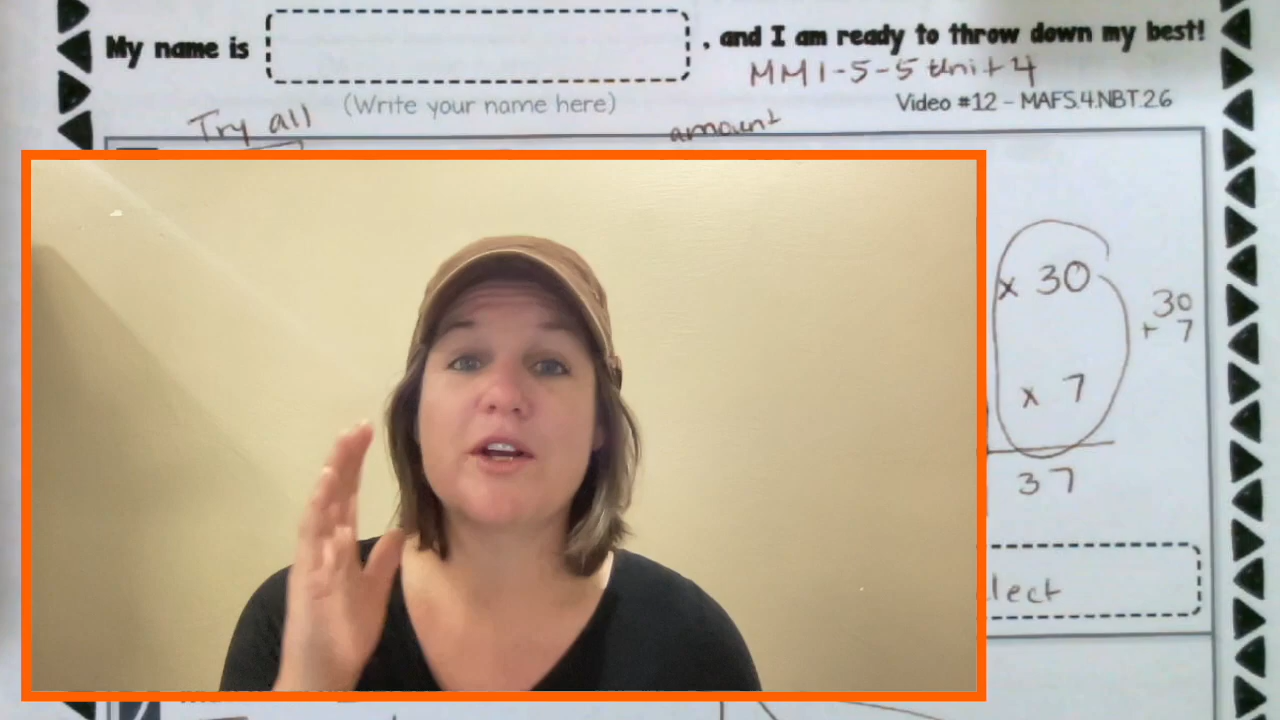 My name is , and I am ready to throw down my best!
MM1-5-5 Unit 4
(Write your name here)
Video #12 - MAFS.4.NBT.2.6
Try all
amount
x 30
30
+ 7
x 7
37
lect